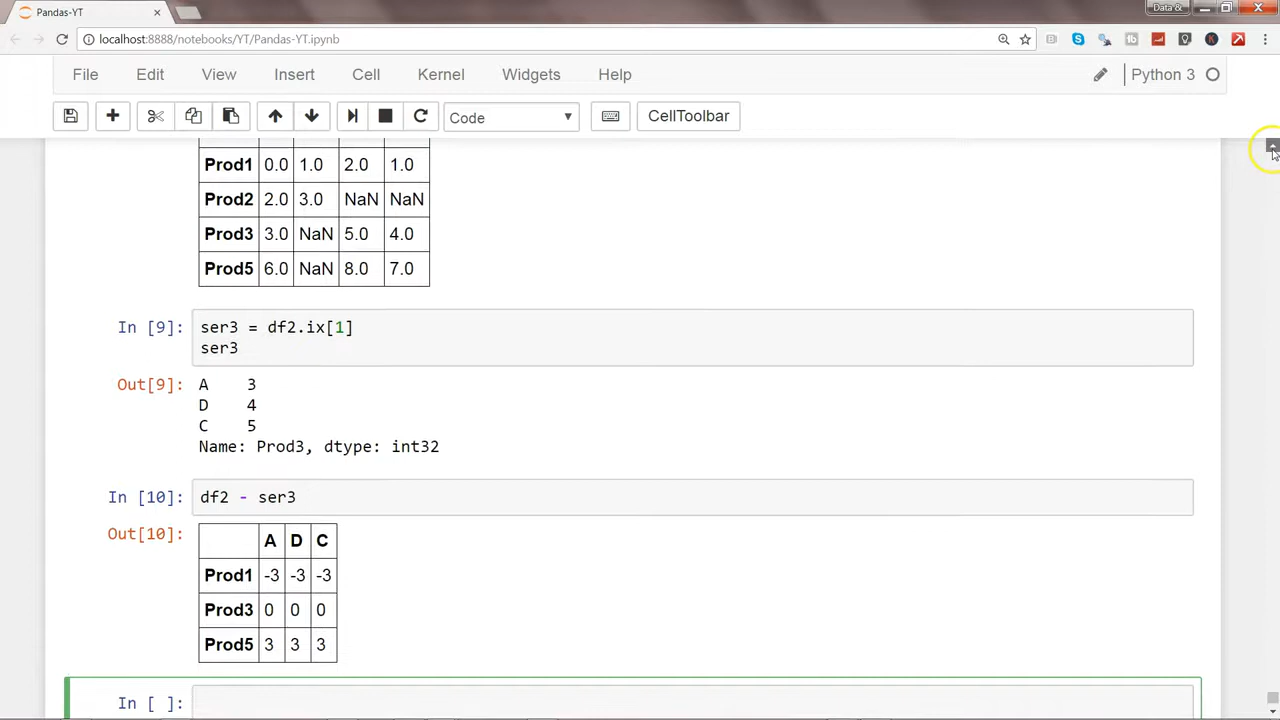 Pandas-YT
Data &
localhost:8888/notebooks/YT/Pandas-YT.ipynb
File Edit View Insert Cell Kernel Widgets Help Python 3
Code CellToolbar
Prod1 0.0 1.0 2.0 1.0
Prod2 2.0 3.0 NaN NaN
Prod3 3.0 NaN 5.0 4.0
Prod5 6.0 NaN 8.0 7.0
In [9]: ser3 = df2.ix[1]
ser3
Out[9]: A 3
D 4
C 5
Name: Prod3, dtype: int32
In [10]: df2 - ser3
Out[10]:
A D C
Prod1 -3 -3 -3
Prod3 0 0 0
Prod5 3 3 3
In [ ]: